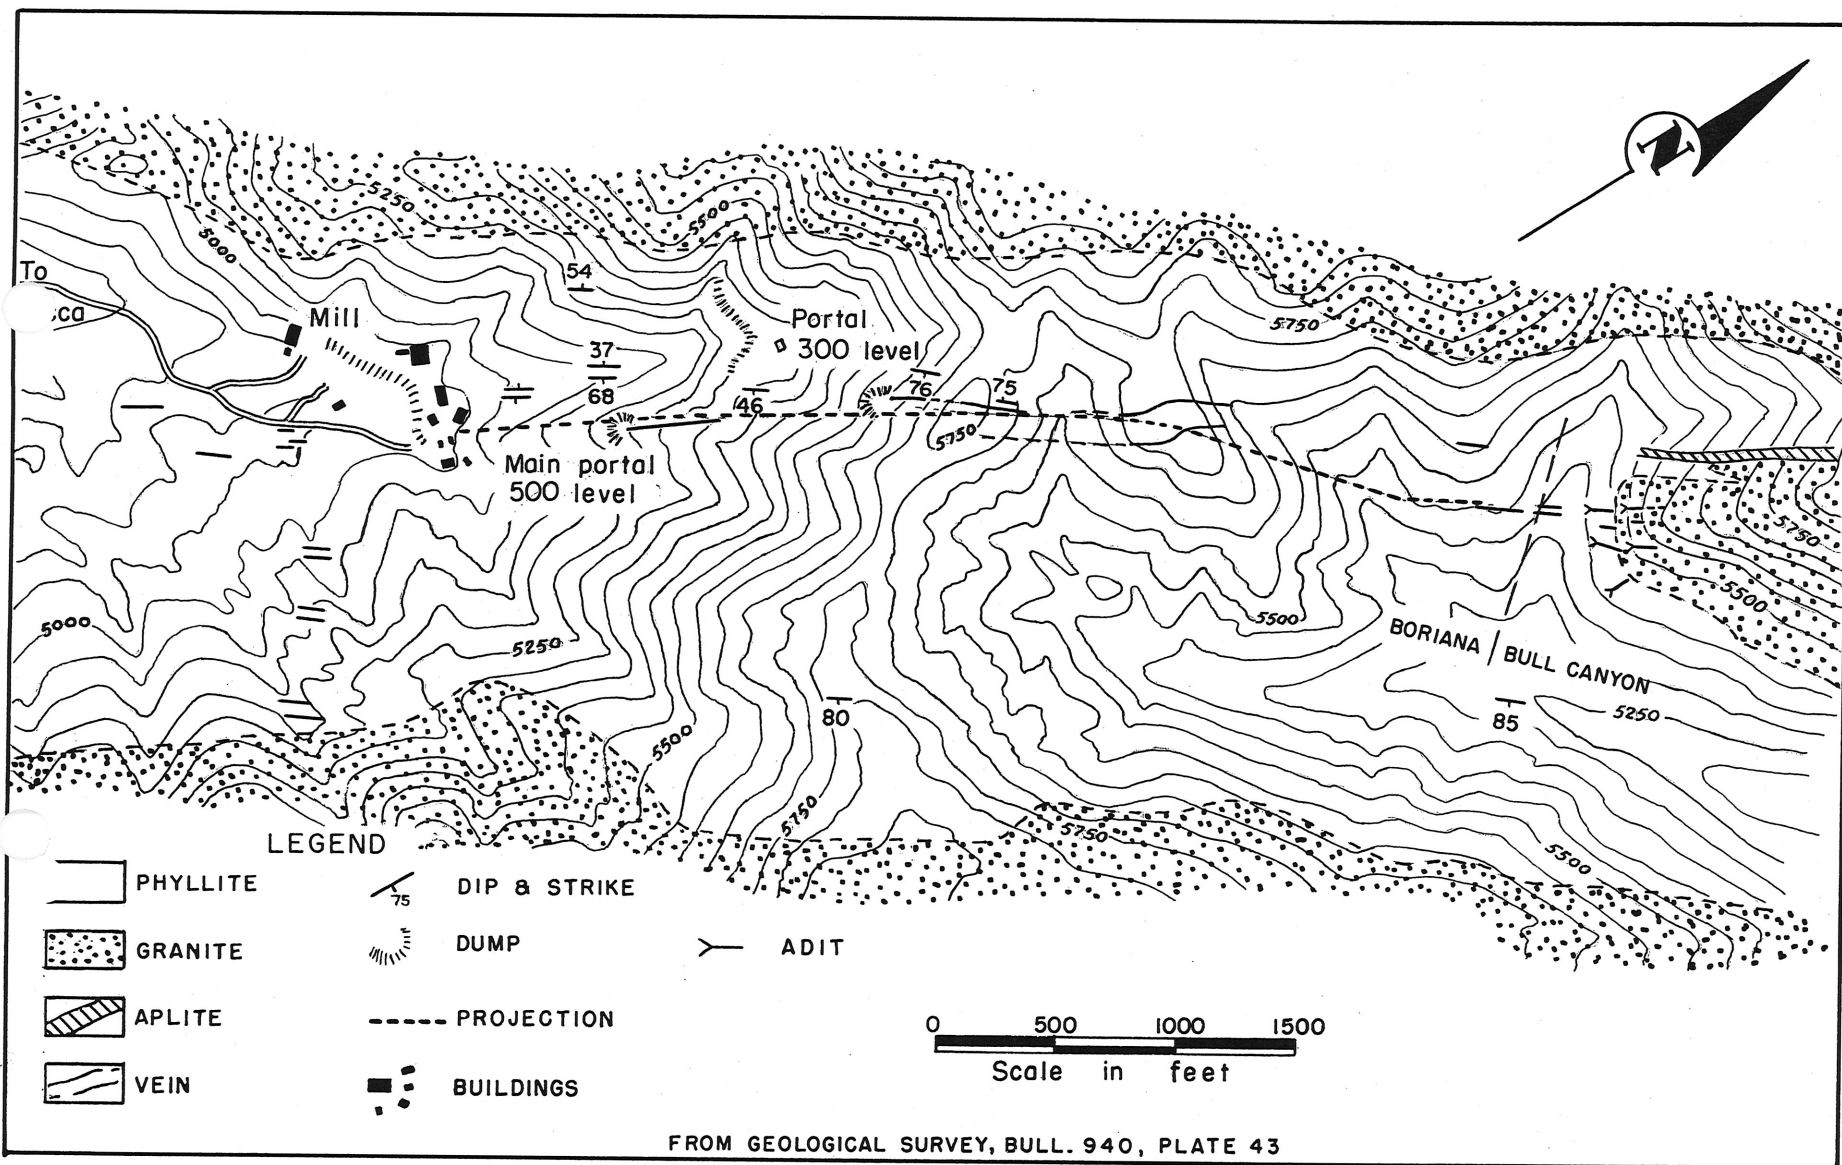 N
5250
5500
5000
54
To
Mill
Portal
300 level
5750
37
76
75
68
46
5750
Main portal
500 level
5750
5500
5500
5000
5250
BORIANA / BULL CANYON
5250
80
85
5500
5750
5750
5500
LEGEND
PHYLLITE
75
DIP & STRIKE
GRANITE
DUMP
ADIT
APLITE
PROJECTION
0 500 1000 1500
Scale in feet
VEIN
BUILDINGS
FROM GEOLOGICAL SURVEY, BULL. 940, PLATE 43